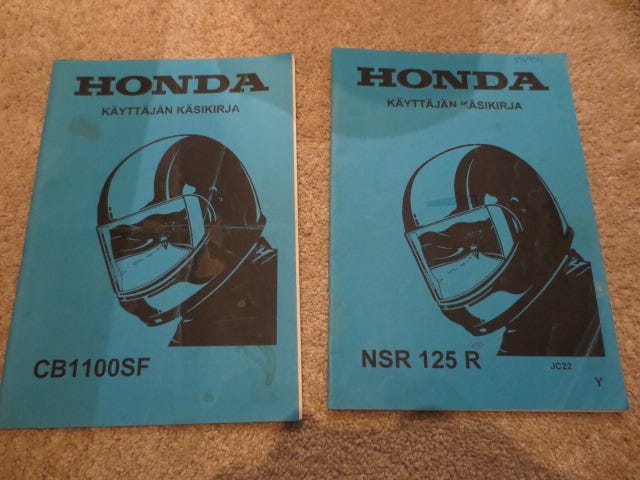 HONDA
KÄYTTÄJÄN KÄSIKIRJA
CB1100SF
HONDA
KÄYTTÄJÄN KÄSIKIRJA
NSR 125 R
JC22
Y